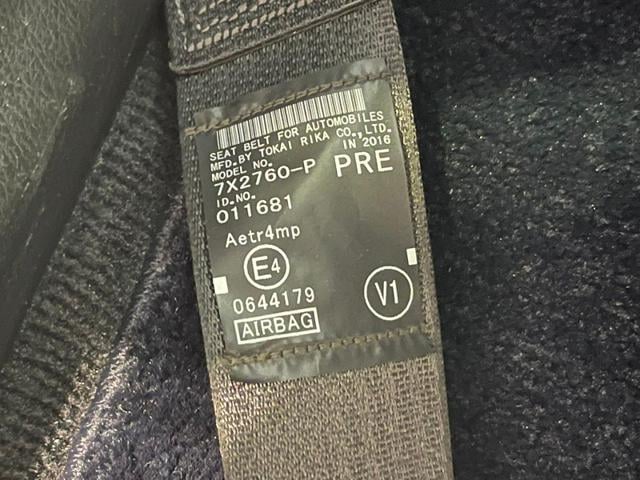 SEAT BELT FOR AUTOMOBILES
MFD.BY TOKAI RIKA CO.,LTD.
MODEL NO. IN 2016
7X2760-P PRE
ID.NO.
011681
Aetr4mp
E4
0644179 V1
AIRBAG